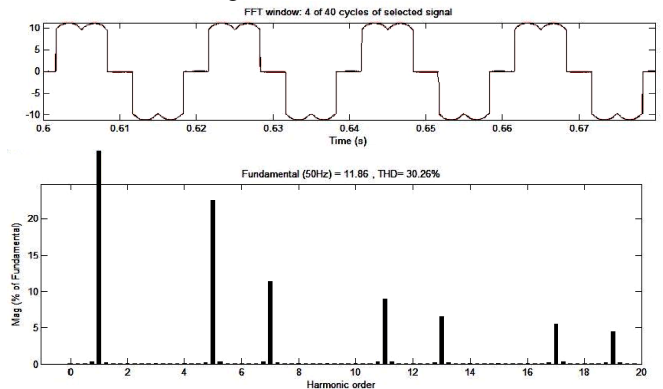 FFT window: 4 of 40 cycles of selected signal
10
5
0
-5
-10
0.6 0.61 0.62 0.63 0.64 0.65 0.66 0.67
Time (s)
Fundamental (50Hz) = 11.86 , THD= 30.26%
Mag (% of Fundamental)
20
15
10
5
0
0 2 4 6 8 10 12 14 16 18 20
Harmonic order